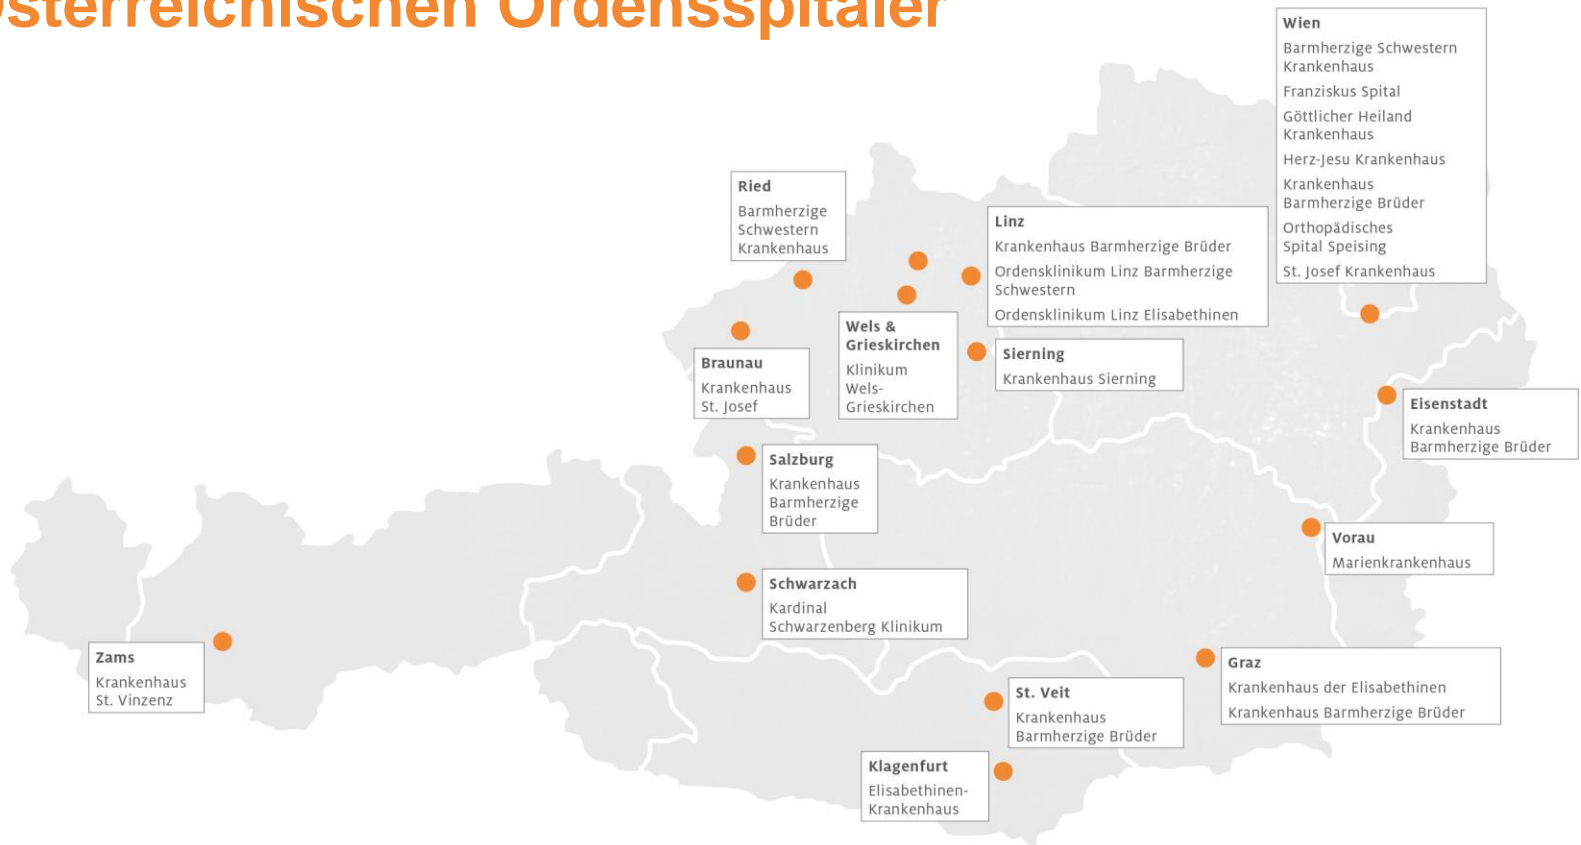 Österreichischen Ordensspitäler
Wien
Barmherzige Schwestern
Krankenhaus
Franziskus Spital
Göttlicher Heiland
Krankenhaus
Herz-Jesu Krankenhaus
Krankenhaus
Barmherzige Brüder
Orthopädisches
Spital Speising
St. Josef Krankenhaus
Ried
Barmherzige
Schwestern
Krankenhaus
Linz
Krankenhaus Barmherzige Brüder
Ordensklinikum Linz Barmherzige
Schwestern
Ordensklinikum Linz Elisabethinen
Wels &
Grieskirchen
Klinikum
Wels-
Grieskirchen
Sierning
Krankenhaus Sierning
Braunau
Krankenhaus
St. Josef
Eisenstadt
Krankenhaus
Barmherzige Brüder
Salzburg
Krankenhaus
Barmherzige
Brüder
Vorau
Marienkrankenhaus
Schwarzach
Kardinal
Schwarzenberg Klinikum
Zams
Krankenhaus
St. Vinzenz
Graz
Krankenhaus der Elisabethinen
Krankenhaus Barmherzige Brüder
St. Veit
Krankenhaus
Barmherzige Brüder
Klagenfurt
Elisabethinen-
Krankenhaus